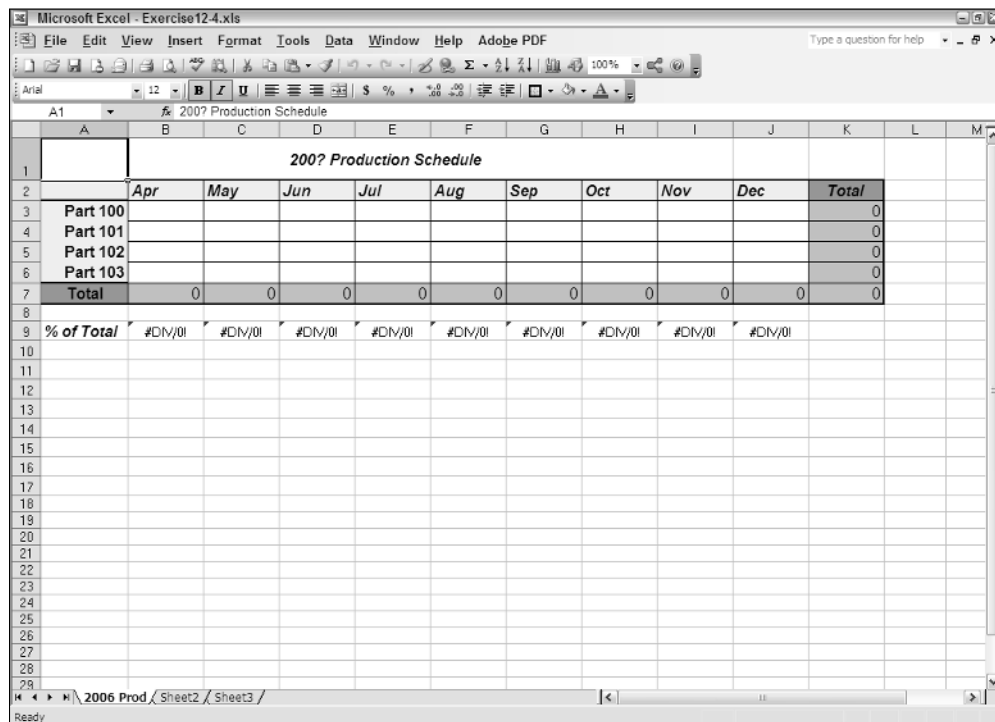 Microsoft Excel - Exercise12-4.xls
File Edit View Insert Format Tools Data Window Help Adobe PDF Type a question for help
100%
Arial 12 B I U $ % , A
A1 fx 200? Production Schedule
A B C D E F G H I J K L M
1 200? Production Schedule
2 Apr May Jun Jul Aug Sep Oct Nov Dec Total
3 Part 100 0
4 Part 101 0
5 Part 102 0
6 Part 103 0
7 Total 0 0 0 0 0 0 0 0 0 0
8
9 % of Total #DIV/0! #DIV/0! #DIV/0! #DIV/0! #DIV/0! #DIV/0! #DIV/0! #DIV/0! #DIV/0!
10
11
12
13
14
15
16
17
18
19
20
21
22
23
24
25
26
27
28
29
2006 Prod Sheet2 Sheet3
Ready